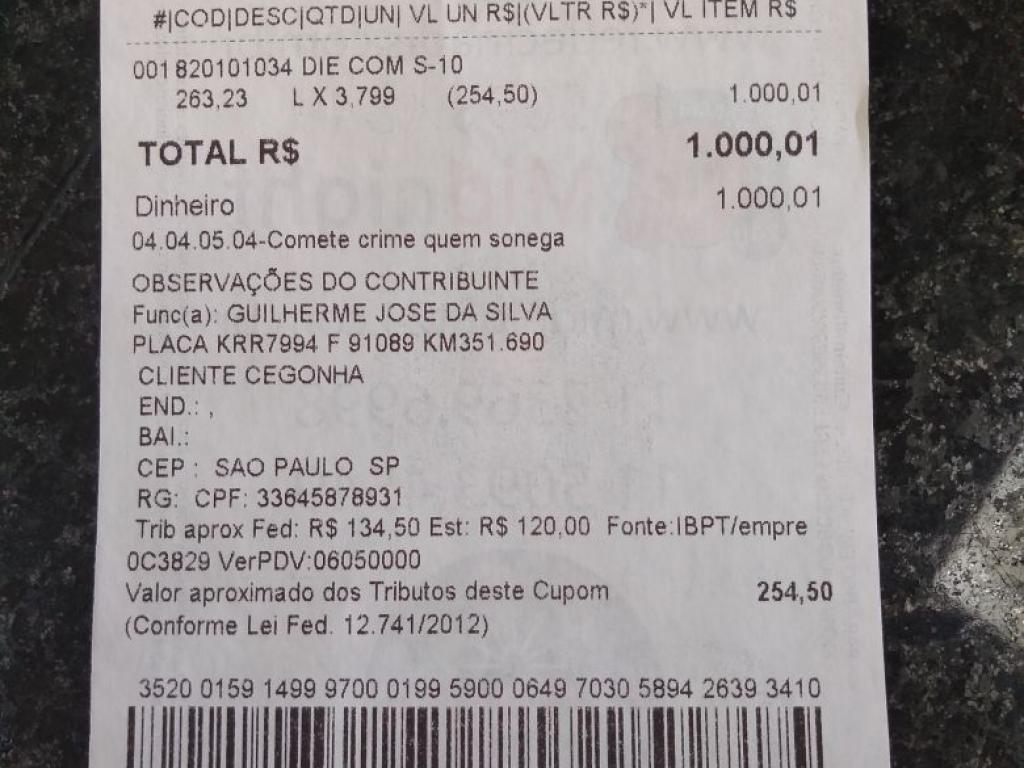 #|COD|DESC|QTD|UN| VL UN R$|(VLTR R$)*| VL ITEM R$
001 820101034 DIE COM S-10
263,23 L X 3,799 (254,50) 1.000,01
TOTAL R$ 1.000,01
Dinheiro 1.000,01
04.04.05.04-Comete crime quem sonega
OBSERVAÇÕES DO CONTRIBUINTE
Func(a): GUILHERME JOSE DA SILVA
PLACA KRR7994 F 91089 KM351.690
CLIENTE CEGONHA
END.: ,
BAI.:
CEP : SAO PAULO SP
RG: CPF: 33645878931
Trib aprox Fed: R$ 134,50 Est: R$ 120,00 Fonte:IBPT/empre
0C3829 VerPDV:06050000
Valor aproximado dos Tributos deste Cupom 254,50
(Conforme Lei Fed. 12.741/2012)
3520 0159 1499 9700 0199 5900 0649 7030 5894 2639 3410